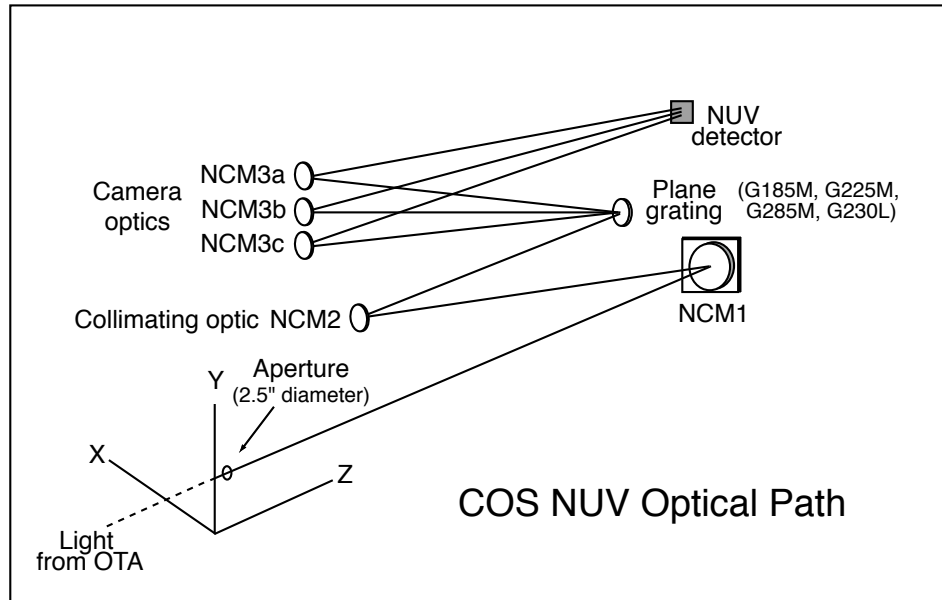 NUV
detector
NCM3a
Camera
optics
NCM3b
NCM3c
Plane
grating
(G185M, G225M,
G285M, G230L)
NCM1
Collimating optic NCM2
Aperture
(2.5" diameter)
Y
X
Z
Light
from OTA
COS NUV Optical Path